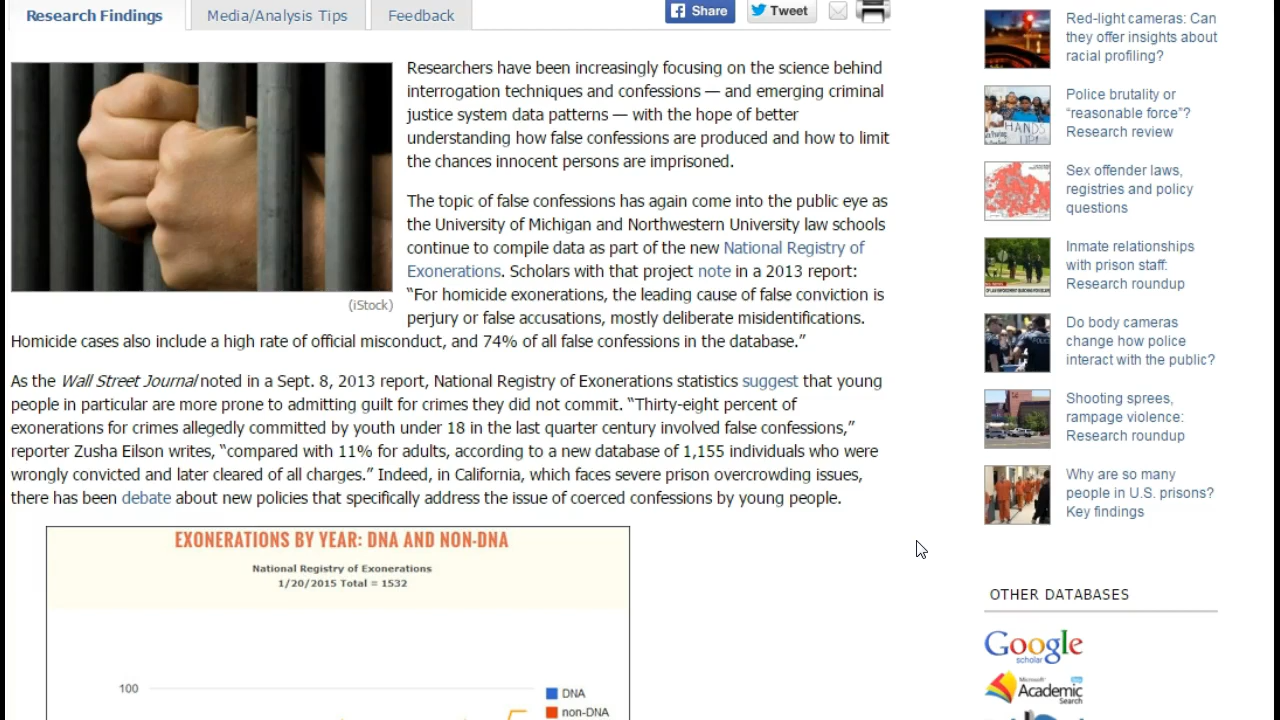 Research Findings
Media/Analysis Tips
Feedback
Share
Tweet
Researchers have been increasingly focusing on the science behind
interrogation techniques and confessions — and emerging criminal
justice system data patterns — with the hope of better
understanding how false confessions are produced and how to limit
the chances innocent persons are imprisoned.
The topic of false confessions has again come into the public eye as
the University of Michigan and Northwestern University law schools
continue to compile data as part of the new National Registry of
Exonerations. Scholars with that project note in a 2013 report:
“For homicide exonerations, the leading cause of false conviction is
perjury or false accusations, mostly deliberate misidentifications.
(iStock)
Homicide cases also include a high rate of official misconduct, and 74% of all false confessions in the database.”
As the Wall Street Journal noted in a Sept. 8, 2013 report, National Registry of Exonerations statistics suggest that young
people in particular are more prone to admitting guilt for crimes they did not commit. “Thirty-eight percent of
exonerations for crimes allegedly committed by youth under 18 in the last quarter century involved false confessions,”
reporter Zusha Eilson writes, “compared with 11% for adults, according to a new database of 1,155 individuals who were
wrongly convicted and later cleared of all charges.” Indeed, in California, which faces severe prison overcrowding issues,
there has been debate about new policies that specifically address the issue of coerced confessions by young people.
EXONERATIONS BY YEAR: DNA AND NON-DNA
National Registry of Exonerations
1/20/2015 Total = 1532
100
DNA
non-DNA
Red-light cameras: Can
they offer insights about
racial profiling?
Police brutality or
“reasonable force”?
Research review
HANDS
UP!
Sex offender laws,
registries and policy
questions
Inmate relationships
with prison staff:
Research roundup
Do body cameras
change how police
interact with the public?
Shooting sprees,
rampage violence:
Research roundup
Why are so many
people in U.S. prisons?
Key findings
OTHER DATABASES
Google
scholar
Microsoft
Academic
Search